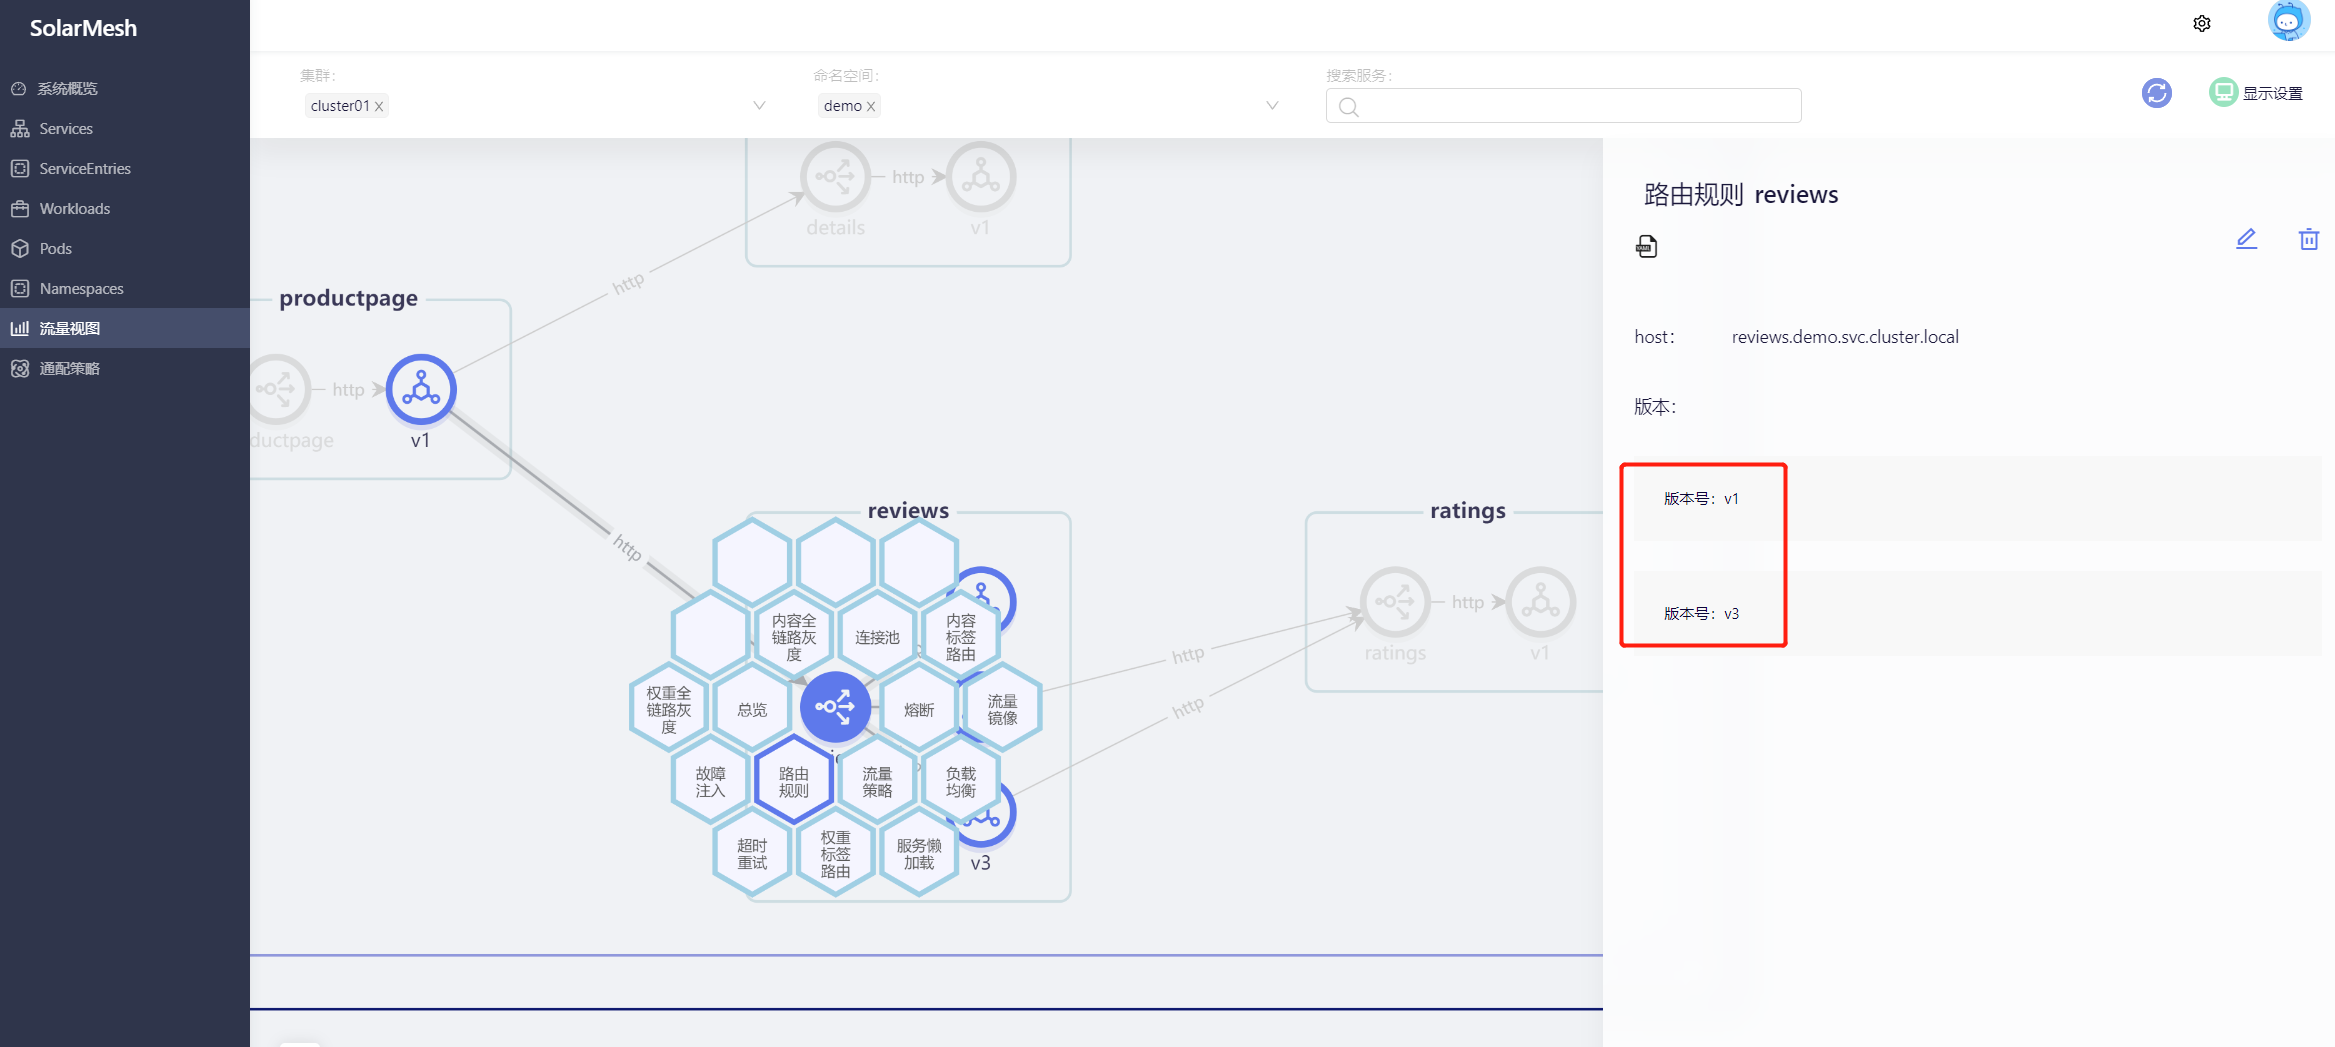 SolarMesh
系统概览
Services
ServiceEntries
Workloads
Pods
Namespaces
流量视图
通配策略
集群：
cluster01 X
命名空间：
demo X
搜索服务：
显示设置
details
http
v1
http
productpage
http
ductpage
v1
http
reviews
内容全
链路灰
度
连接池
内容
标签
路由
权重全
链路灰
度
总览
熔断
流量
镜像
故障
注入
路由
规则
流量
策略
负载
均衡
超时
重试
权重
标签
路由
服务懒
加载
v3
http
http
ratings
http
ratings
v1
路由规则 reviews
host：
reviews.demo.svc.cluster.local
版本：
版本号：v1
版本号：v3